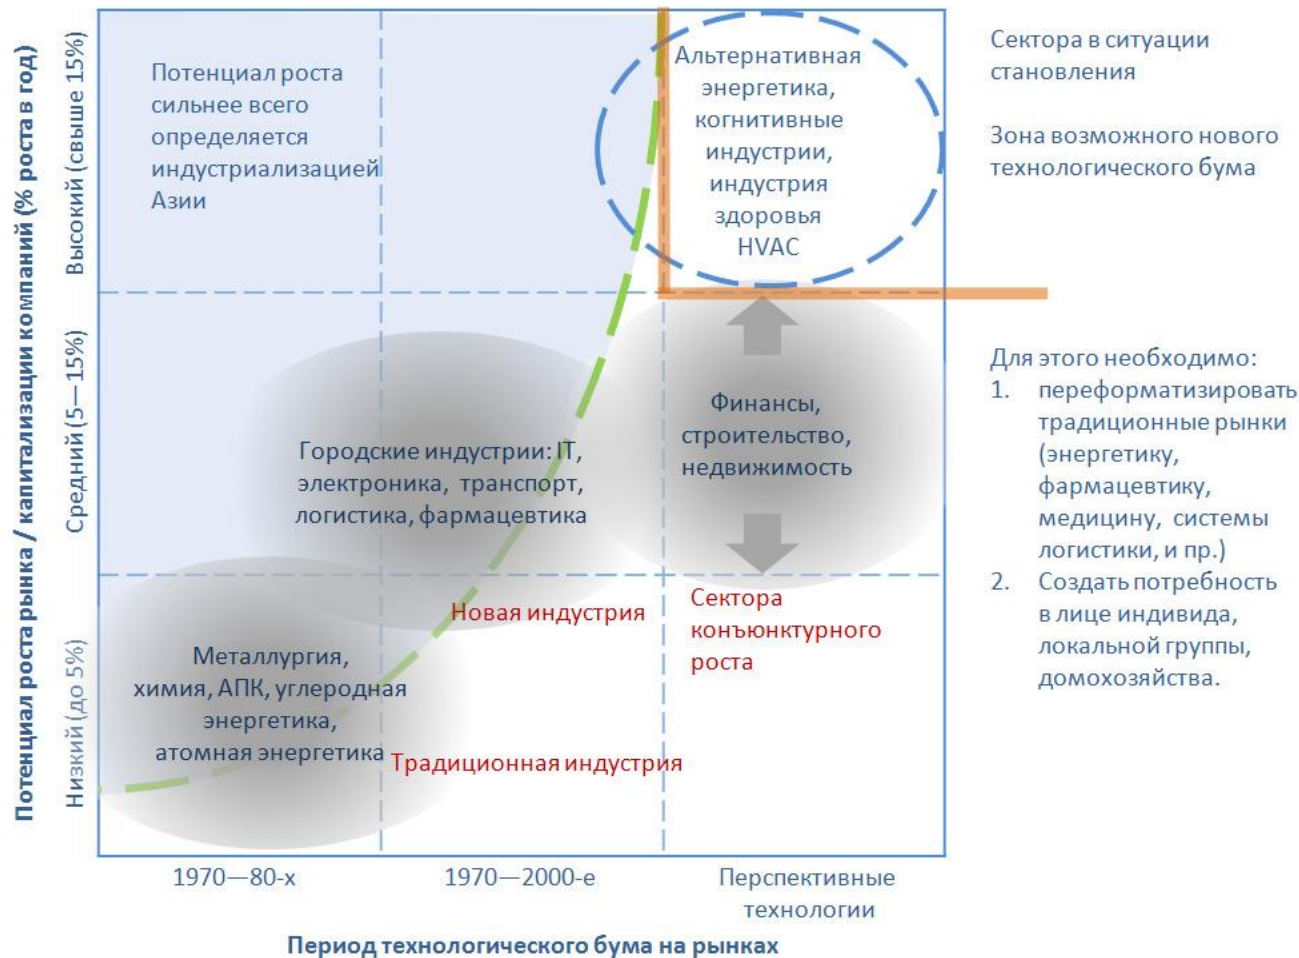 Потенциал роста рынка / капитализации компаний (% роста в год)
Высокий (свыше 15%)
Средний (5—15%)
Низкий (до 5%)
Потенциал роста
сильнее всего
определяется
индустриализацией
Азии
Альтернативная
энергетика,
когнитивные
индустрии,
индустрия
здоровья
HVAC
Сектора в ситуации
становления
Зона возможного нового
технологического бума
Городские индустрии: IT,
электроника, транспорт,
логистика, фармацевтика
Финансы,
строительство,
недвижимость
Для этого необходимо:
1. переформатизировать
традиционные рынки
(энергетику,
фармацевтику,
медицину, системы
логистики, и пр.)
2. Создать потребность
в лице индивида,
локальной группы,
домохозяйства.
Новая индустрия
Сектора
конъюнктурного
роста
Металлургия,
химия, АПК, углеродная
энергетика,
атомная энергетика
Традиционная индустрия
1970—80-х
1970—2000-е
Перспективные
технологии
Период технологического бума на рынках